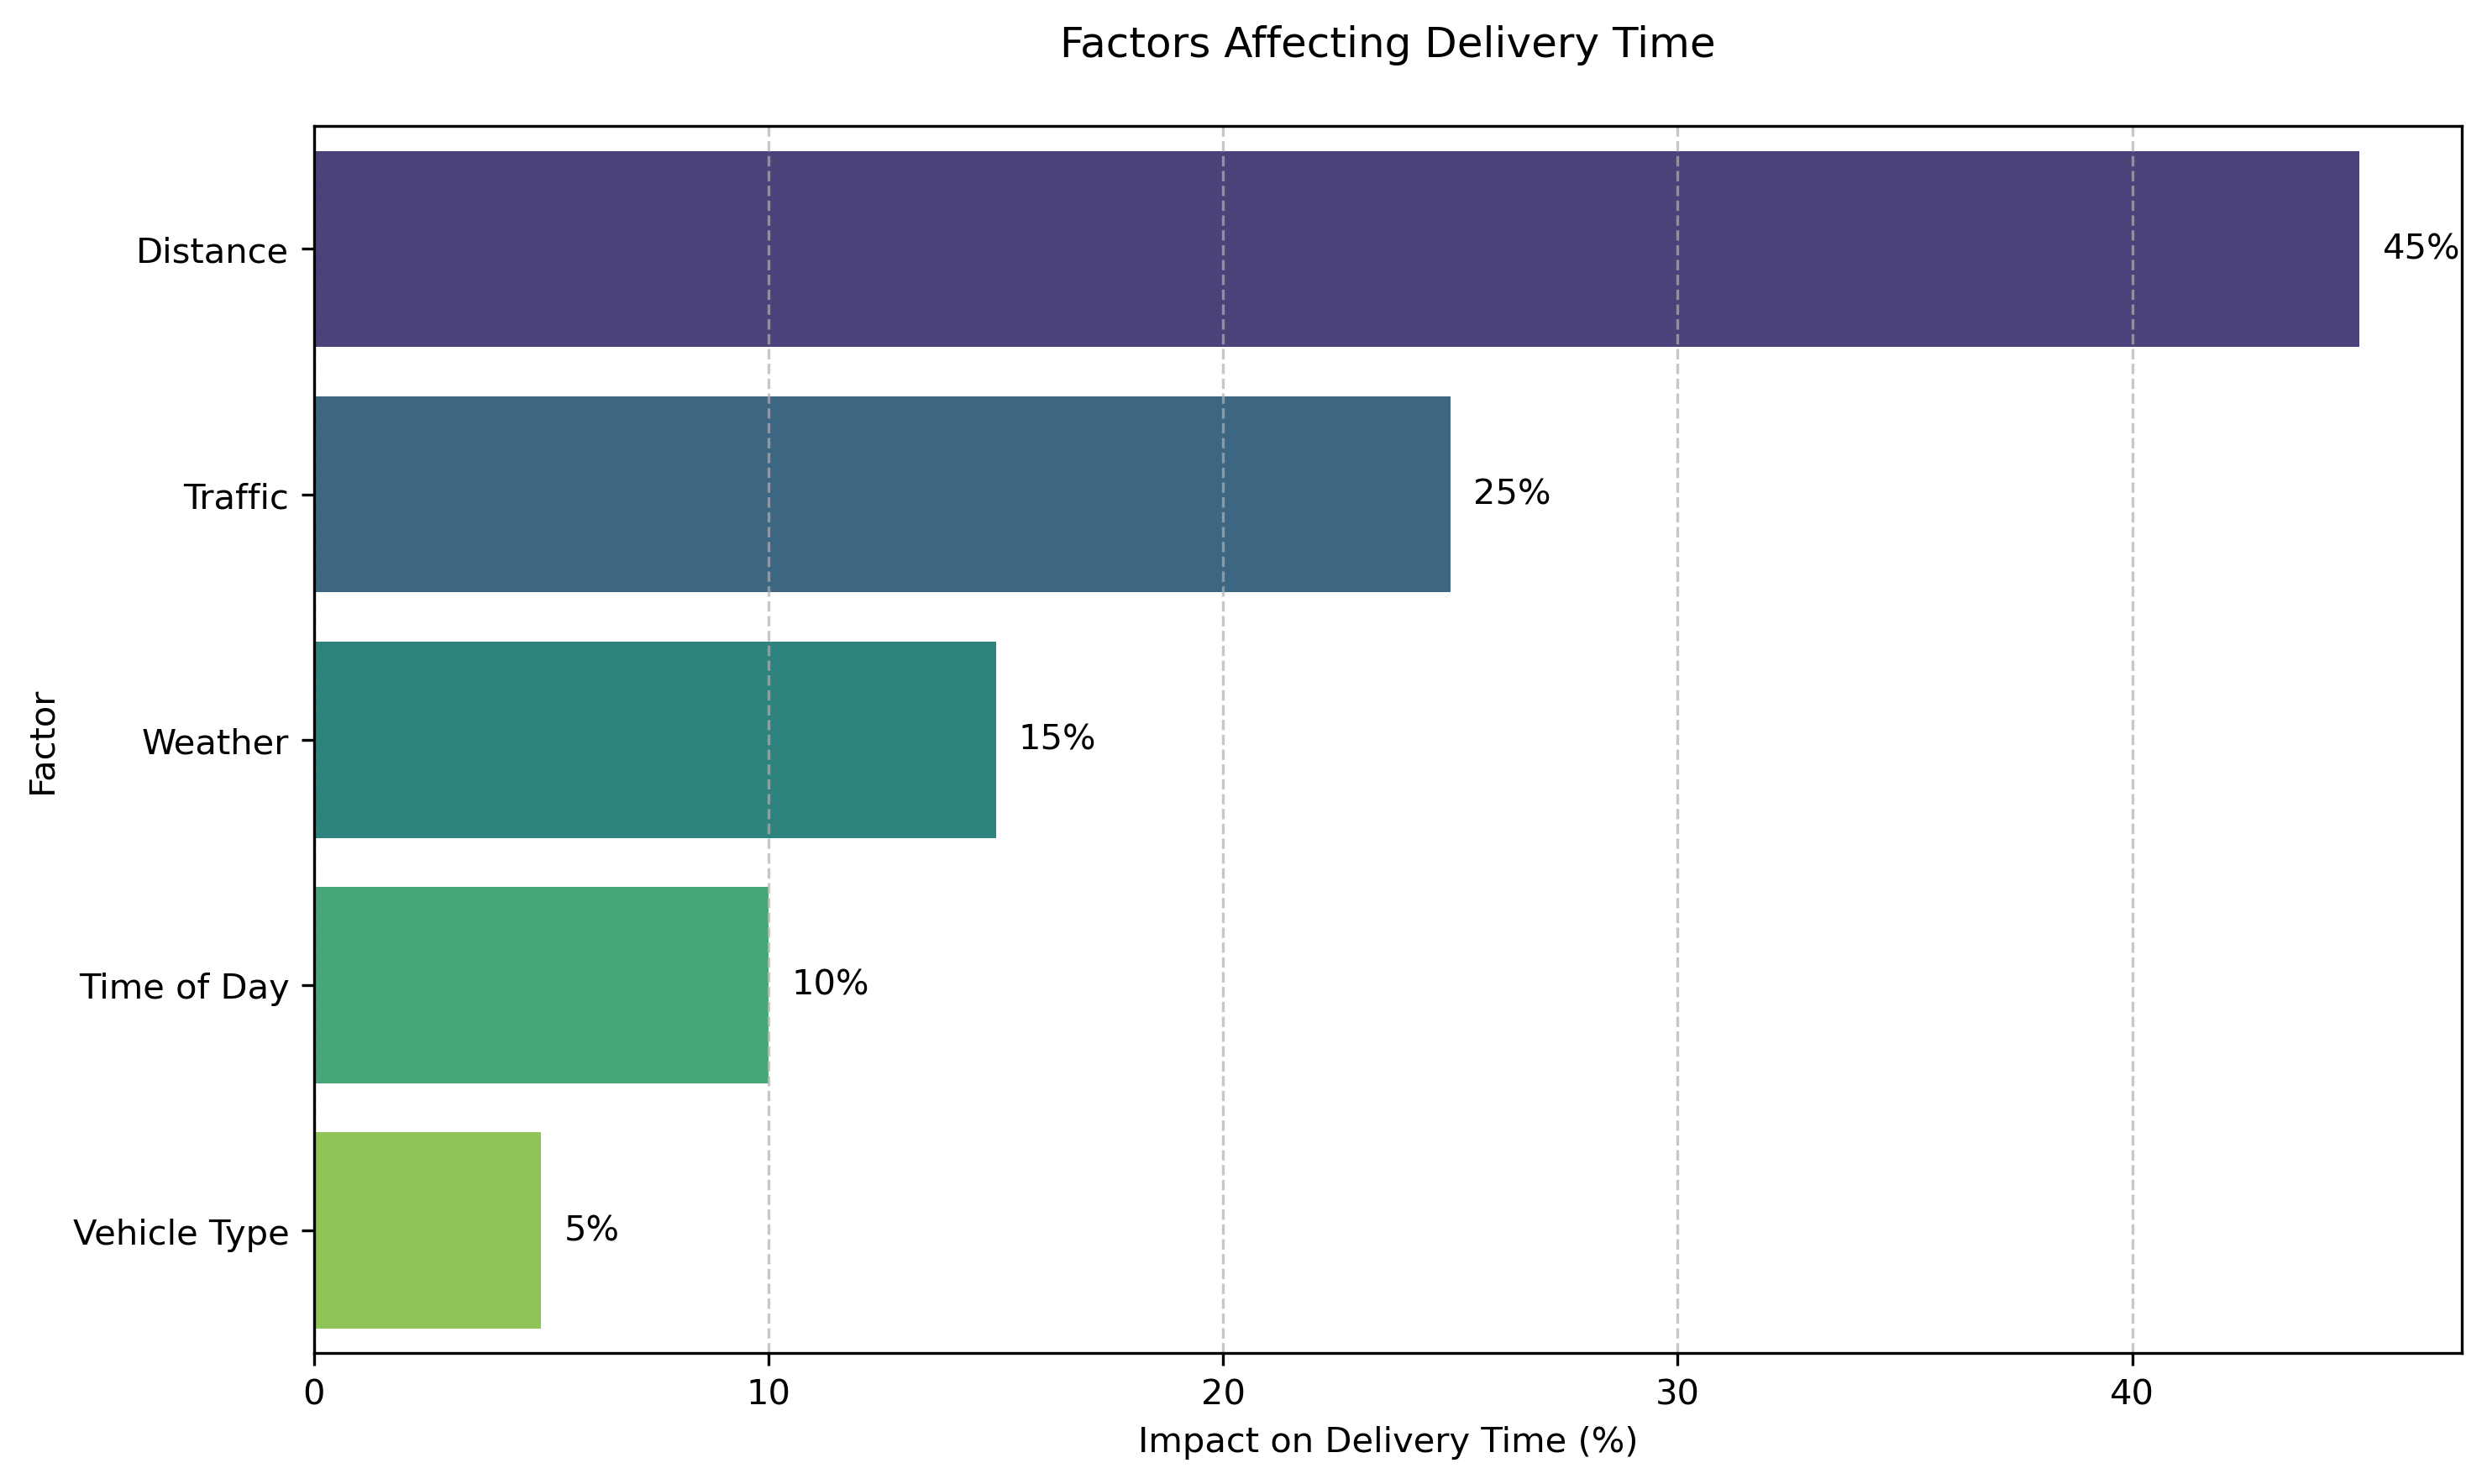 Factors Affecting Delivery Time
Distance
45%
Traffic
25%
Weather
15%
Factor
Time of Day
10%
Vehicle Type
5%
0 10 20 30 40
Impact on Delivery Time (%)